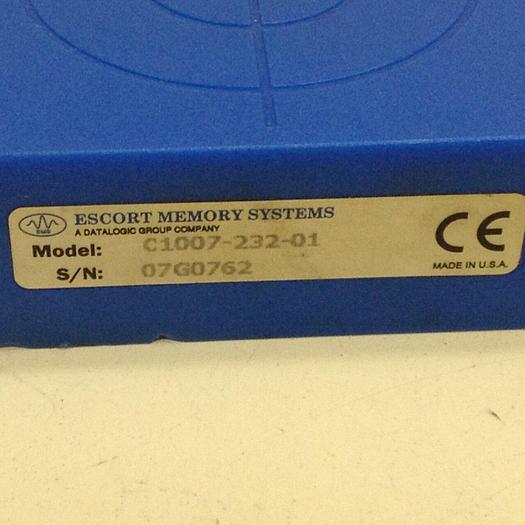 EMS
ESCORT MEMORY SYSTEMS
A DATALOGIC GROUP COMPANY
Model: C1007-232-01
S/N: 07G0762
CE
MADE IN U.S.A.